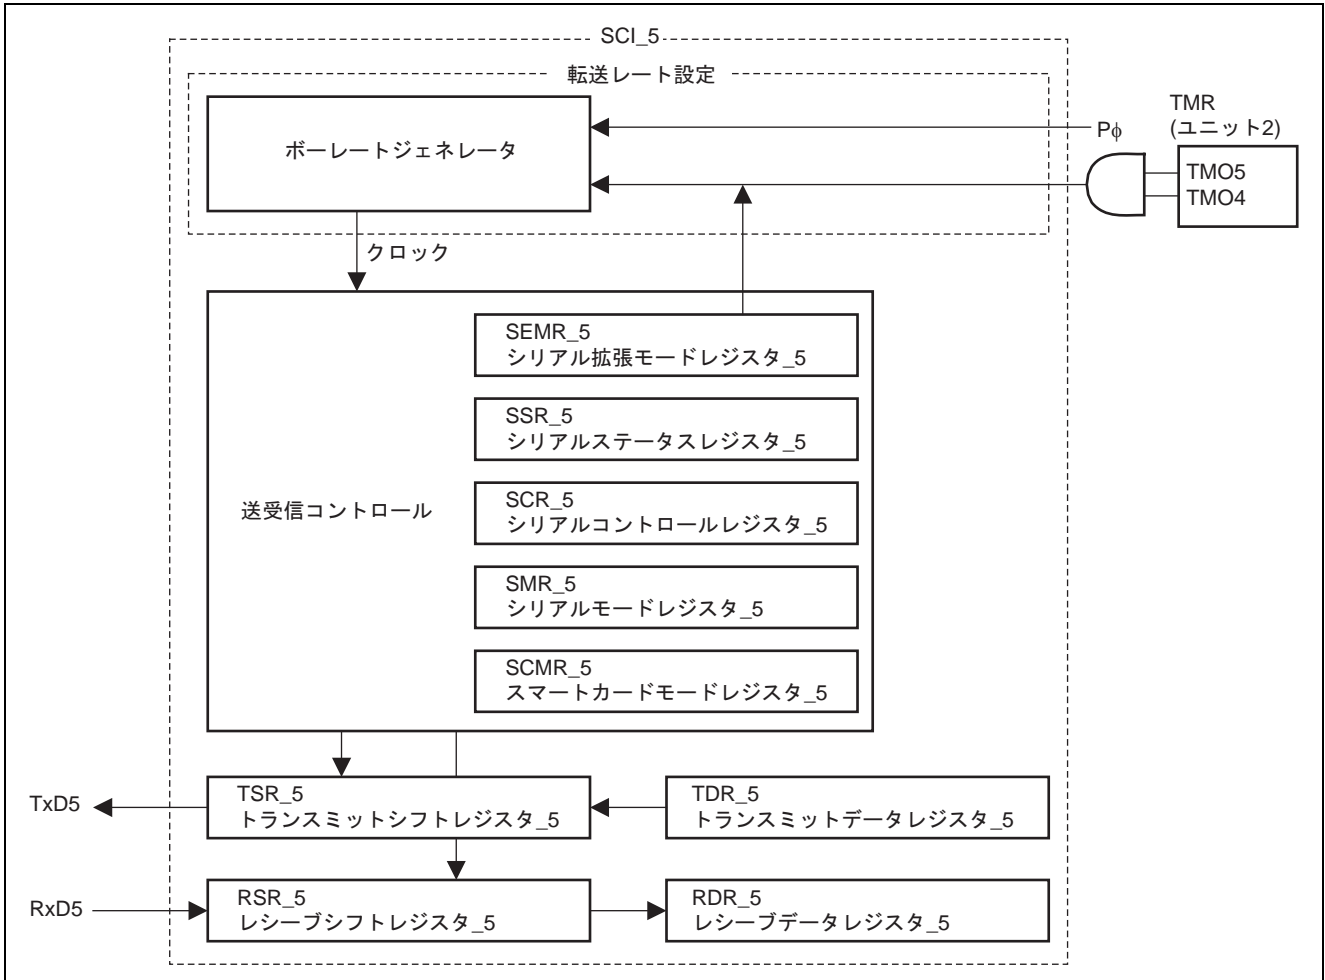 SCI_5
転送レート設定
TMR
(ユニット2)
Pφ
ボーレートジェネレータ
TMO5
TMO4
クロック
SEMR_5
シリアル拡張モードレジスタ_5
SSR_5
シリアルステータスレジスタ_5
送受信コントロール
SCR_5
シリアルコントロールレジスタ_5
SMR_5
シリアルモードレジスタ_5
SCMR_5
スマートカードモードレジスタ_5
TxD5
TSR_5
トランスミットシフトレジスタ_5
TDR_5
トランスミットデータレジスタ_5
RxD5
RSR_5
レシーブシフトレジスタ_5
RDR_5
レシーブデータレジスタ_5